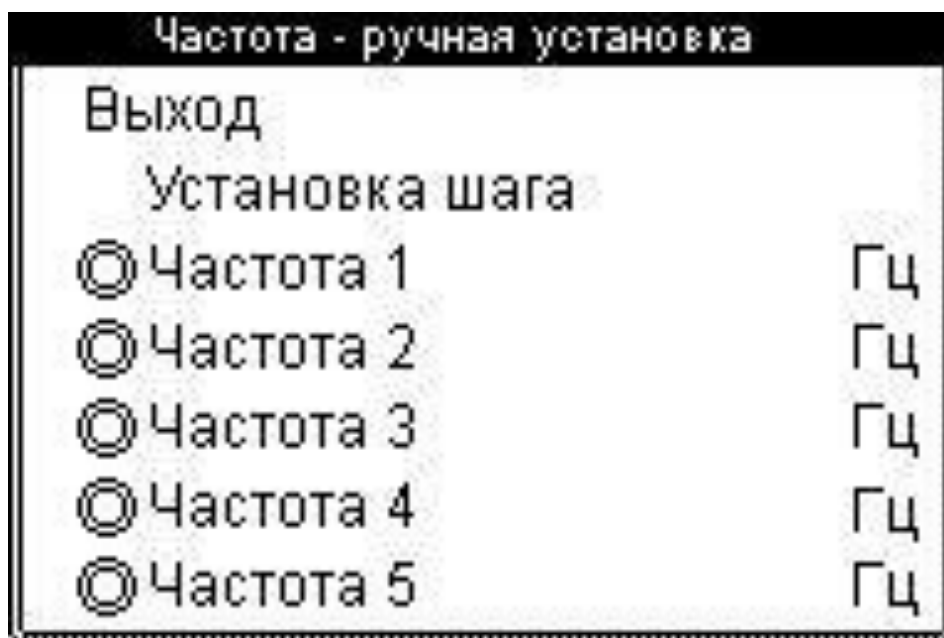 Частота - ручная установка
Выход
Установка шага
Частота 1 Гц
Частота 2 Гц
Частота 3 Гц
Частота 4 Гц
Частота 5 Гц